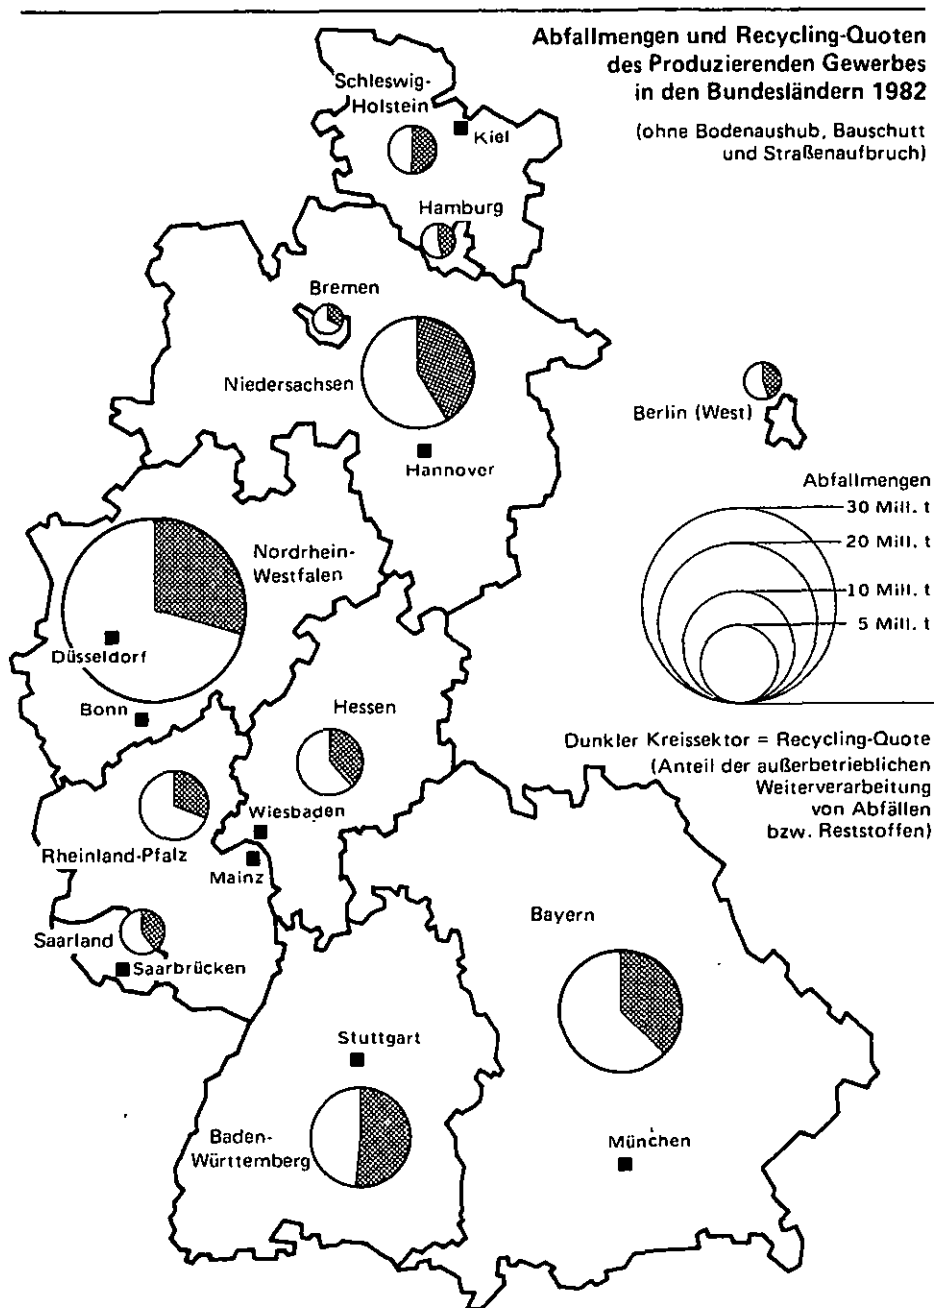 Abfallmengen und Recycling-Quoten
des Produzierenden Gewerbes
in den Bundesländern 1982
(ohne Bodenaushub, Bauschutt
und Straßenaufbruch)
Schleswig-
Holstein
Kiel
Hamburg
Bremen
Niedersachsen
Hannover
Berlin (West)
Abfallmengen
30 Mill. t
20 Mill. t
10 Mill. t
5 Mill. t
Nordrhein-
Westfalen
Düsseldorf
Bonn
Hessen
Dunkler Kreissektor = Recycling-Quote
(Anteil der außerbetrieblichen
Weiterverarbeitung
von Abfällen
bzw. Reststoffen)
Wiesbaden
Rheinland-Pfalz
Mainz
Saarland
Saarbrücken
Bayern
Stuttgart
Baden-
Württemberg
München